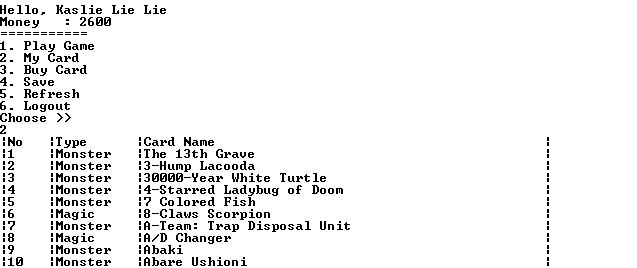 Hello, Kaslie Lie Lie
Money   : 2600
===========
1. Play Game
2. My Card
3. Buy Card
4. Save
5. Refresh
6. Logout
Choose >>
2
¦No   ¦Type      ¦Card Name                                         ¦
¦1    ¦Monster   ¦The 13th Grave                                    ¦
¦2    ¦Monster   ¦3-Hump Lacooda                                    ¦
¦3    ¦Monster   ¦30000-Year White Turtle                           ¦
¦4    ¦Monster   ¦4-Starred Ladybug of Doom                         ¦
¦5    ¦Monster   ¦7 Colored Fish                                    ¦
¦6    ¦Magic     ¦8-Claws Scorpion                                  ¦
¦7    ¦Monster   ¦A-Team: Trap Disposal Unit                        ¦
¦8    ¦Magic     ¦A/D Changer                                       ¦
¦9    ¦Monster   ¦Abaki                                             ¦
¦10   ¦Monster   ¦Abare Ushioni                                     ¦